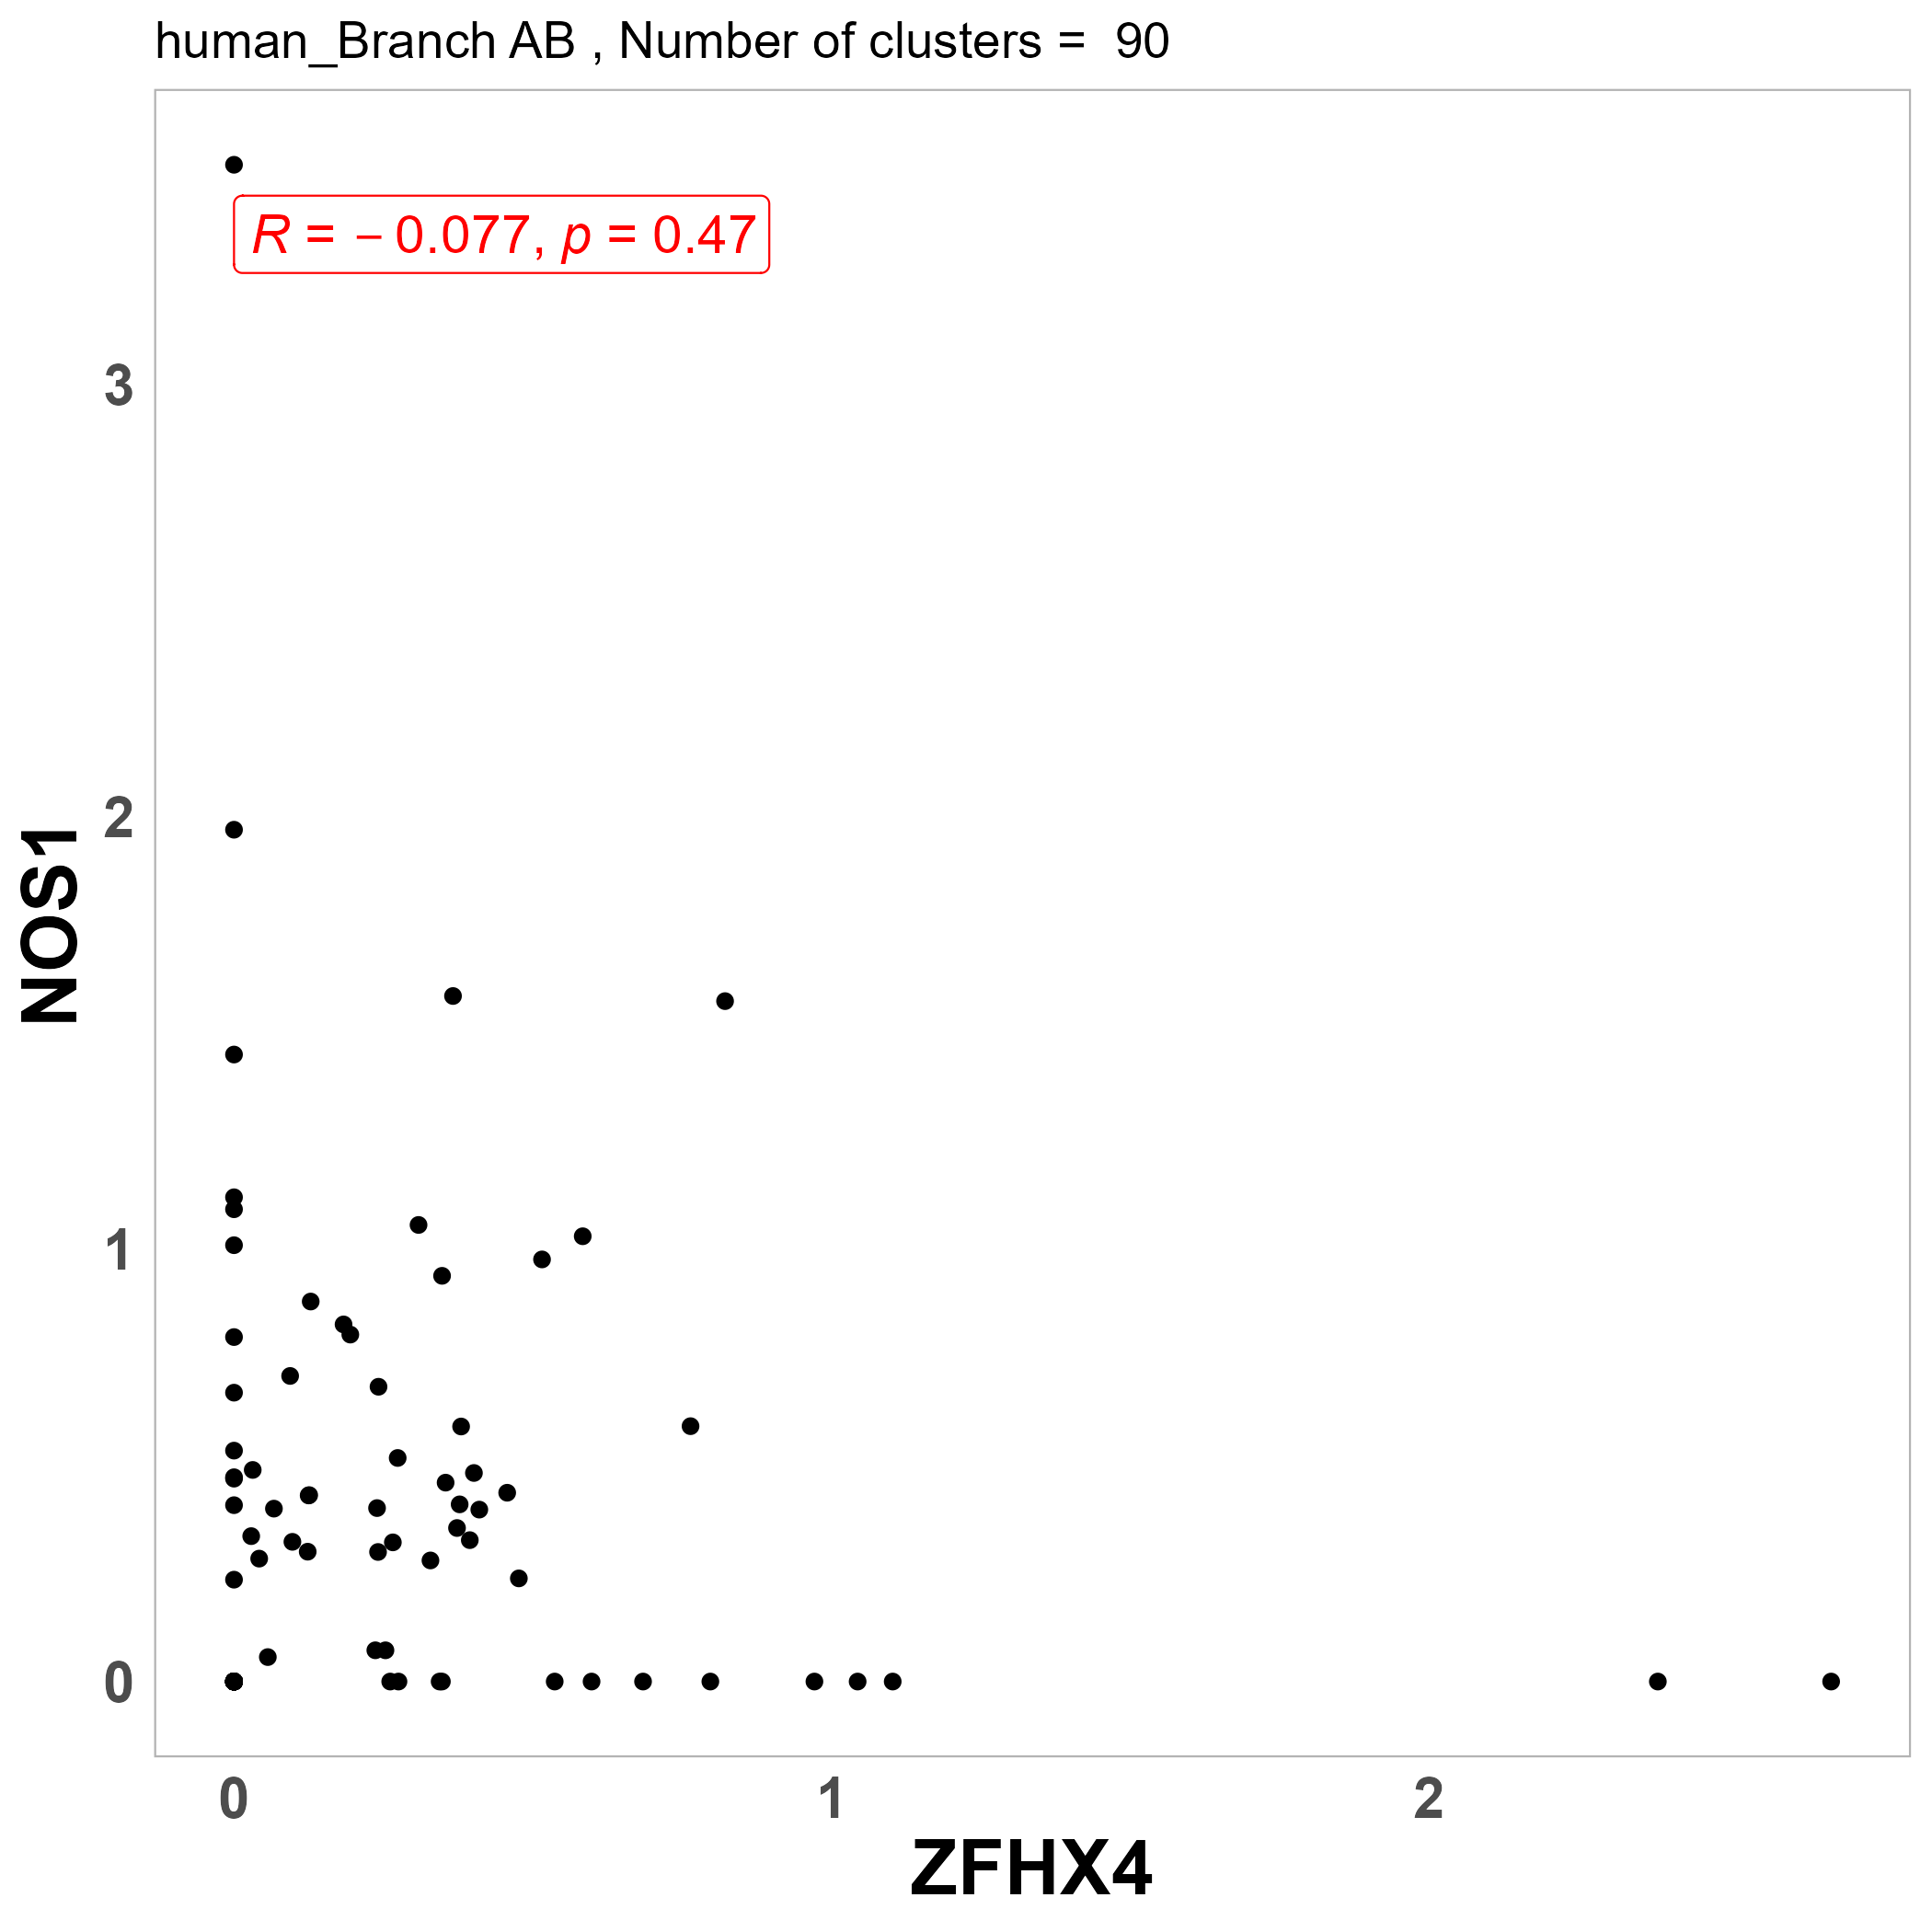 human_Branch AB , Number of clusters =  90
R = − 0.077, p = 0.47
3
2
1
0
NOS1
0 1 2
ZFHX4